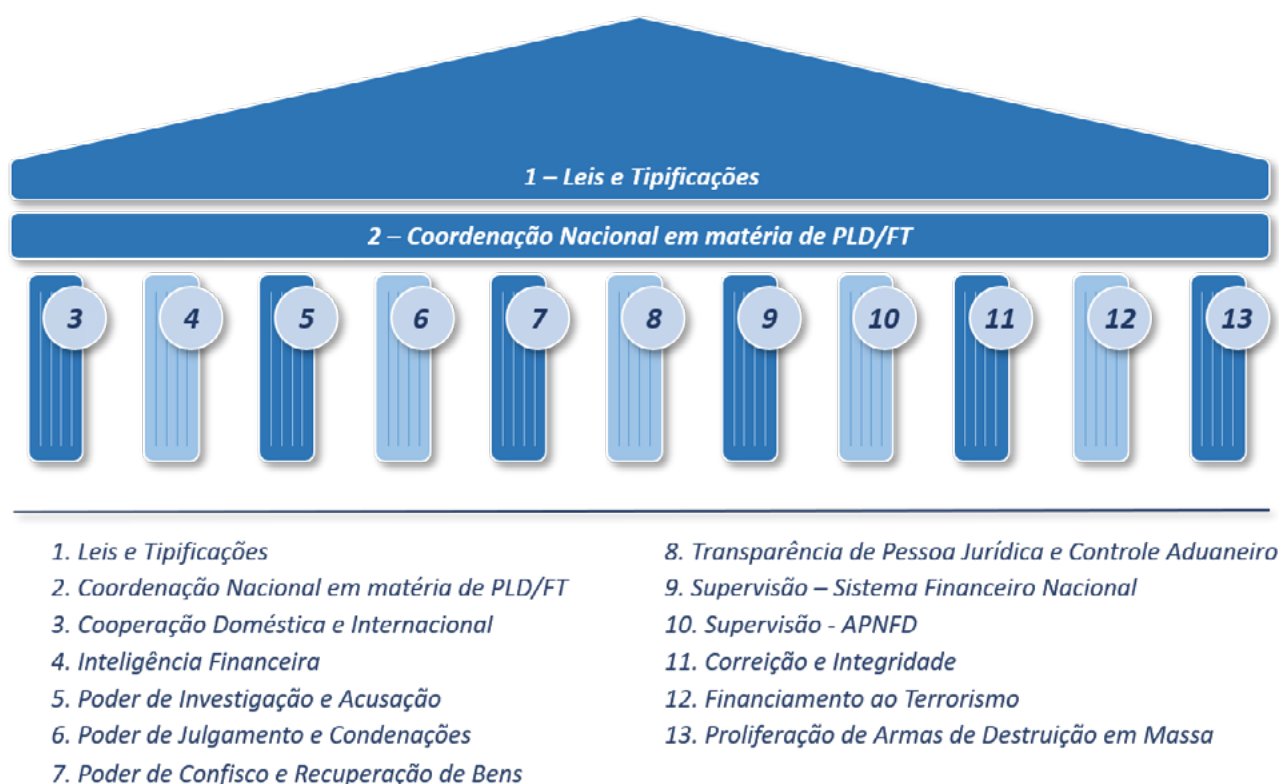 1 – Leis e Tipificações
2 – Coordenação Nacional em matéria de PLD/FT
3
4
5
6
7
8
9
10
11
12
13
1. Leis e Tipificações
2. Coordenação Nacional em matéria de PLD/FT
3. Cooperação Doméstica e Internacional
4. Inteligência Financeira
5. Poder de Investigação e Acusação
6. Poder de Julgamento e Condenações
7. Poder de Confisco e Recuperação de Bens
8. Transparência de Pessoa Jurídica e Controle Aduaneiro
9. Supervisão – Sistema Financeiro Nacional
10. Supervisão - APNFD
11. Correição e Integridade
12. Financiamento ao Terrorismo
13. Proliferação de Armas de Destruição em Massa